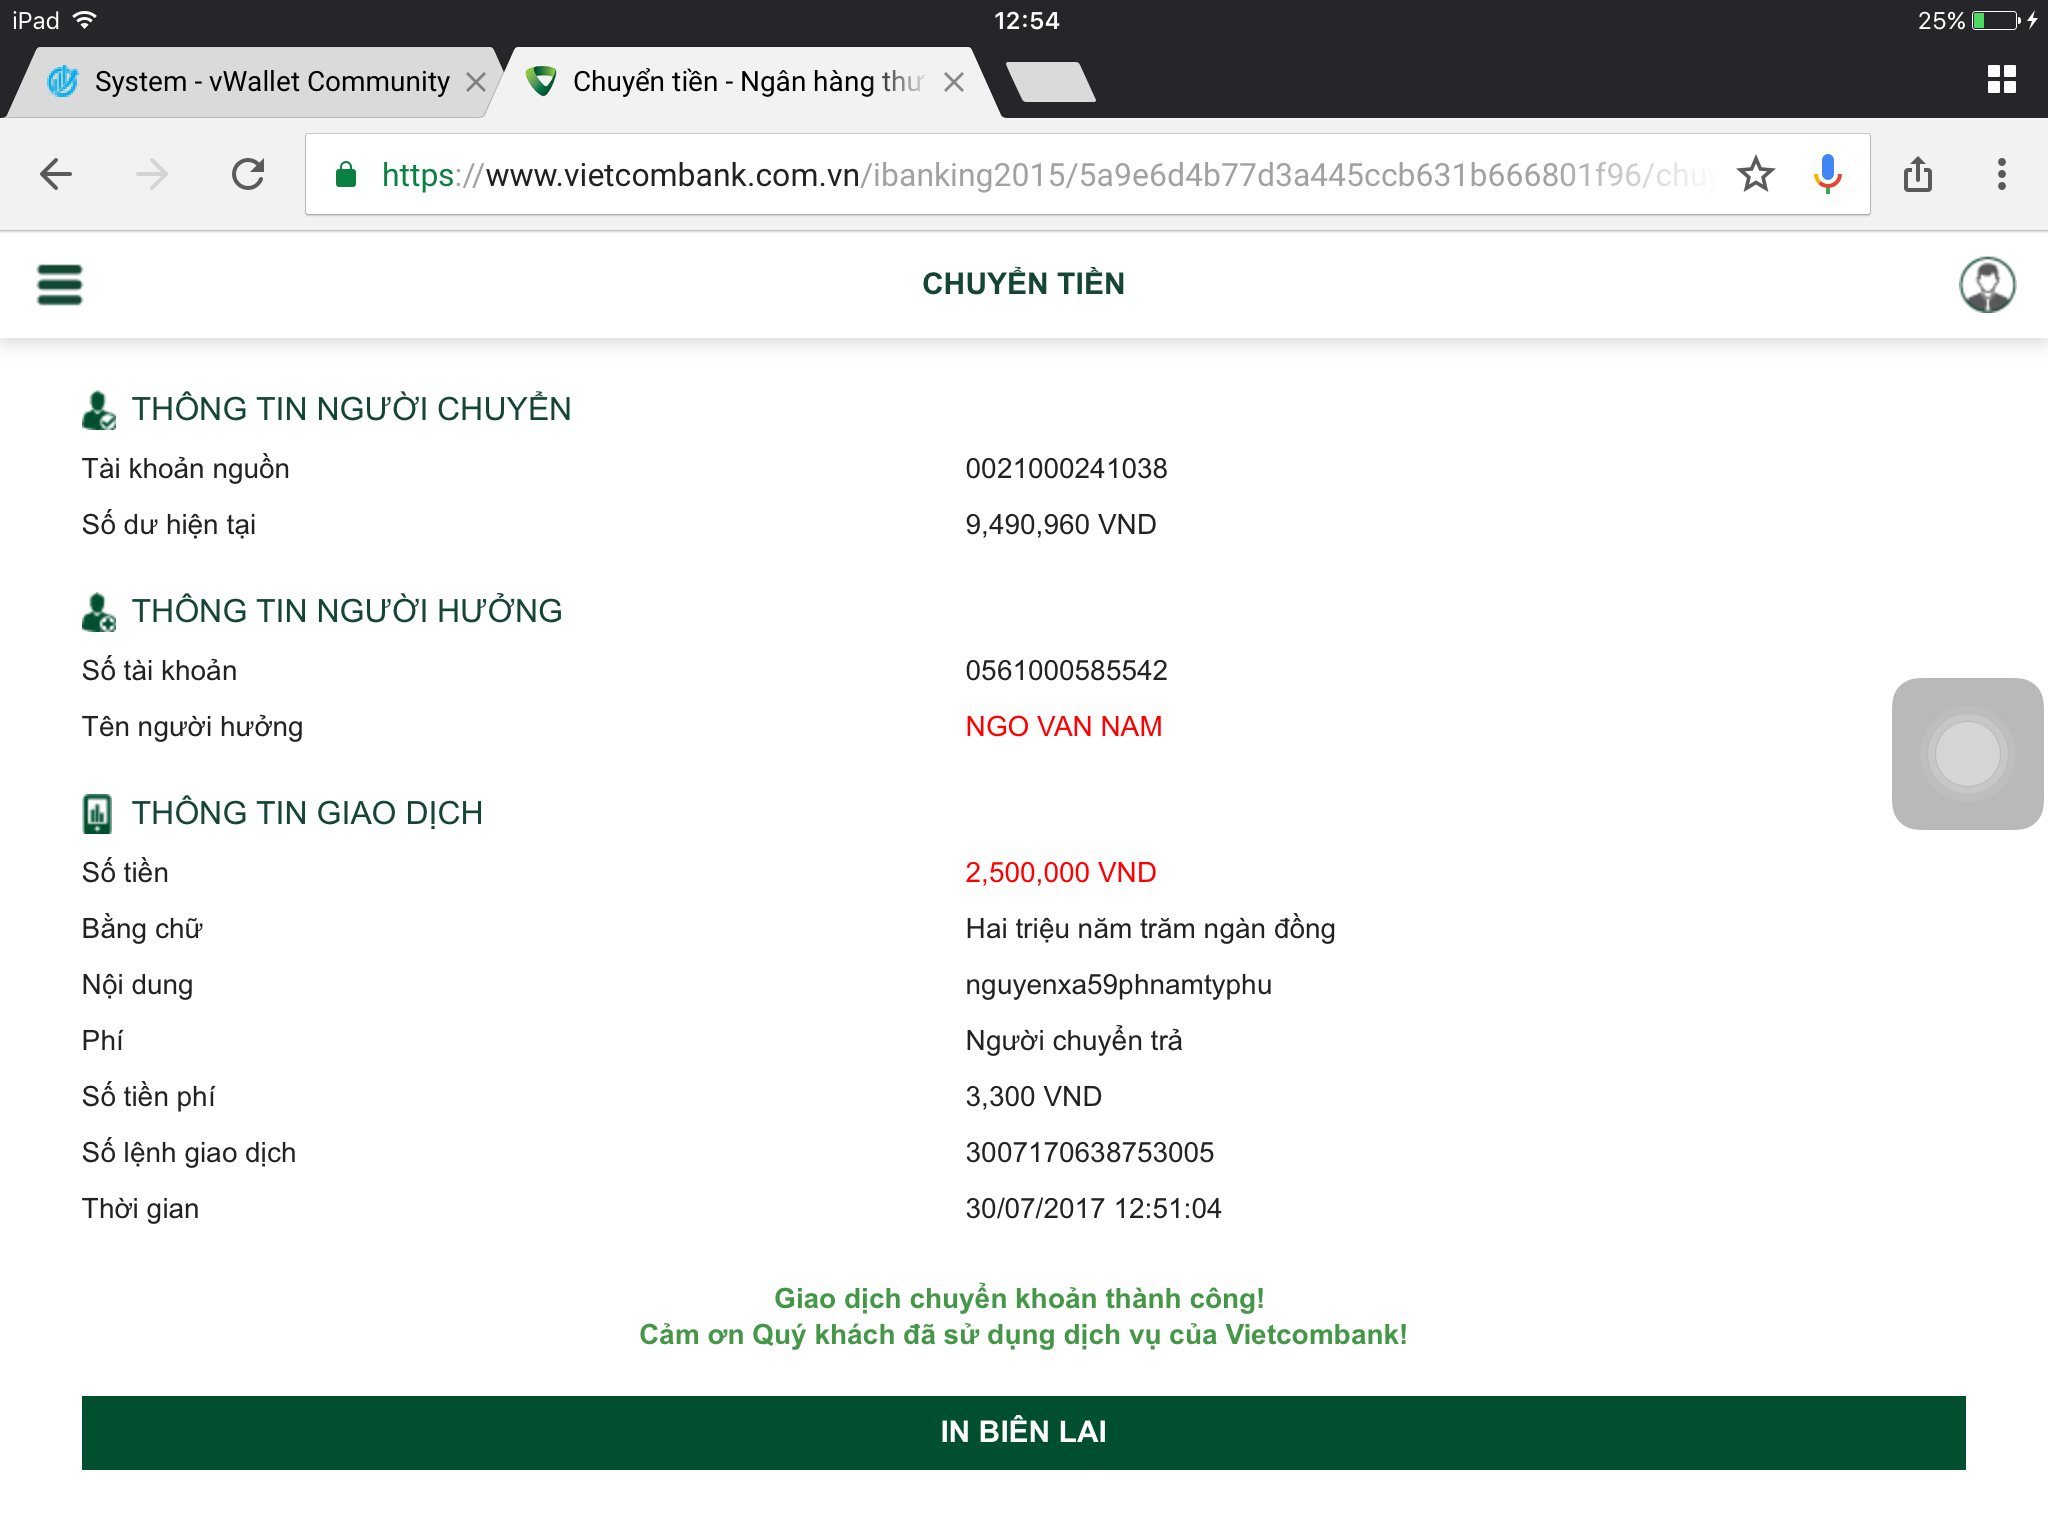 iPad
12:54
25%
System - vWallet Community
Chuyển tiền - Ngân hàng thư
https://www.vietcombank.com.vn/ibanking2015/5a9e6d4b77d3a445ccb631b666801f96/chuy
CHUYỂN TIỀN
THÔNG TIN NGƯỜI CHUYỂN
Tài khoản nguồn 0021000241038
Số dư hiện tại 9,490,960 VND
THÔNG TIN NGƯỜI HƯỞNG
Số tài khoản 0561000585542
Tên người hưởng NGO VAN NAM
THÔNG TIN GIAO DỊCH
Số tiền 2,500,000 VND
Bằng chữ Hai triệu năm trăm ngàn đồng
Nội dung nguyenxa59phnamtyphu
Phí Người chuyển trả
Số tiền phí 3,300 VND
Số lệnh giao dịch 3007170638753005
Thời gian 30/07/2017 12:51:04
Giao dịch chuyển khoản thành công!
Cảm ơn Quý khách đã sử dụng dịch vụ của Vietcombank!
IN BIÊN LAI